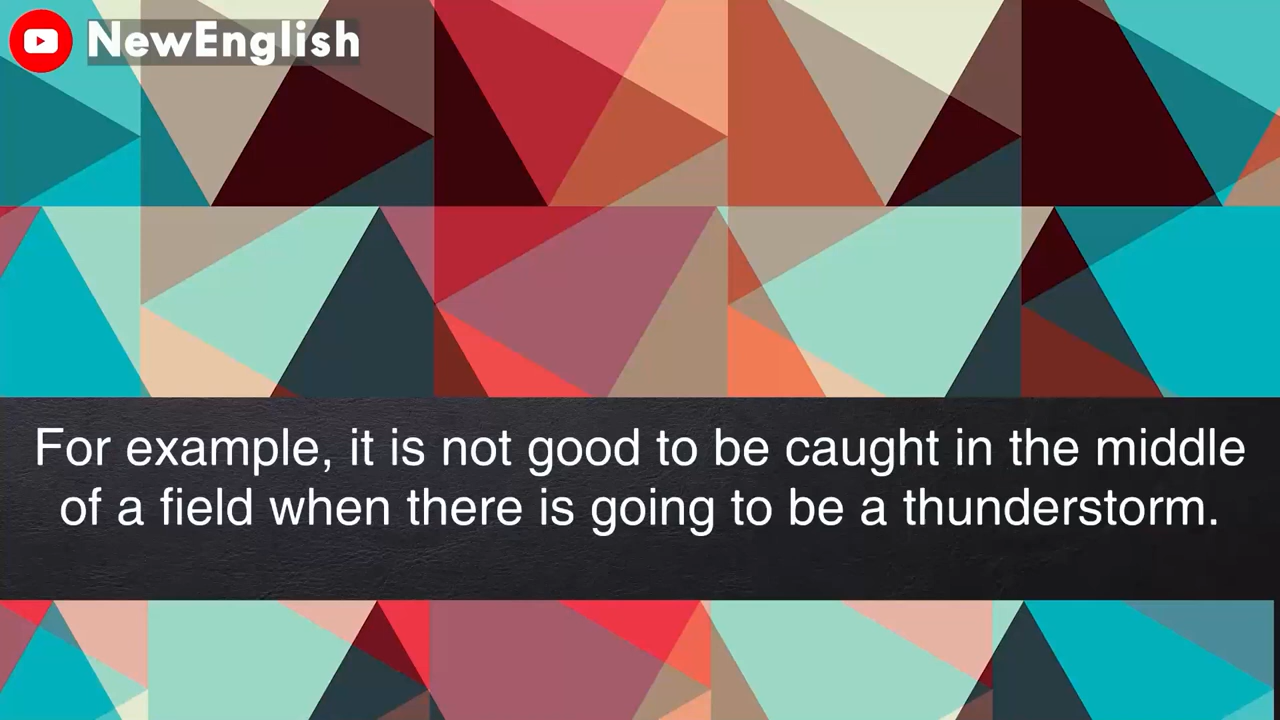 NewEnglish
For example, it is not good to be caught in the middle
of a field when there is going to be a thunderstorm.